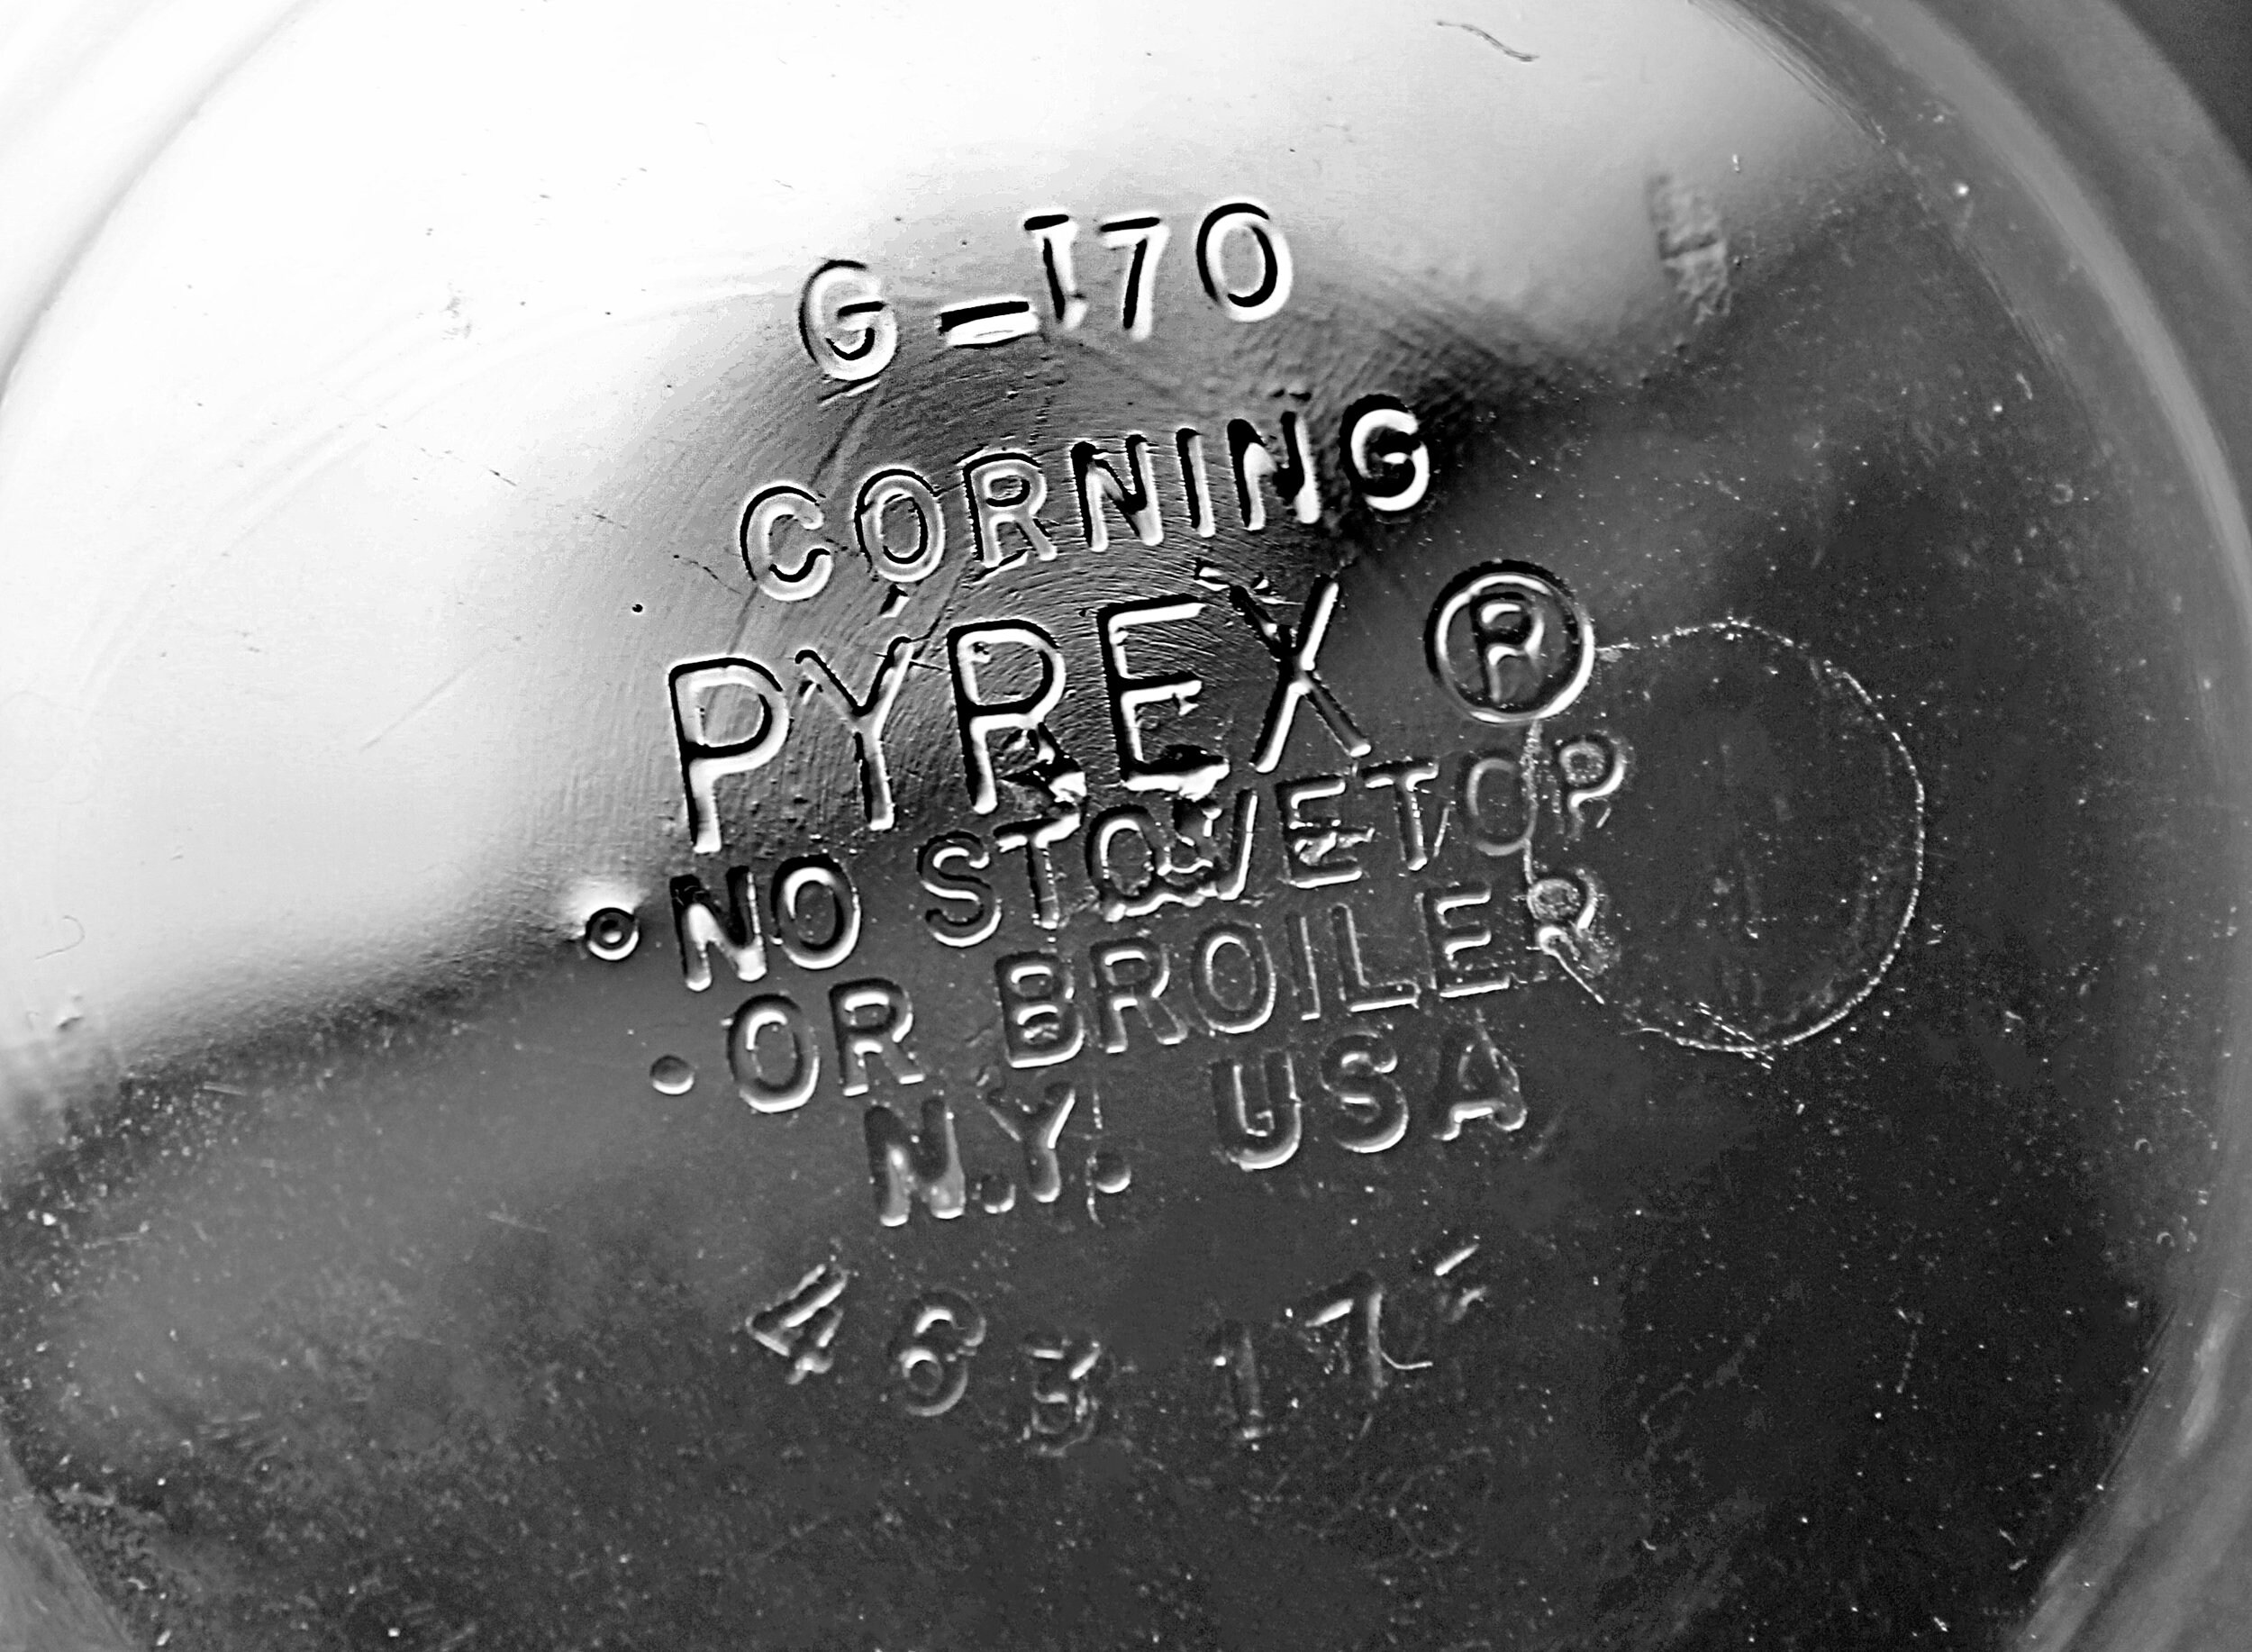 G-170
CORNING
PYREX ®
• NO STOVETOP
• OR BROILER
N.Y. USA